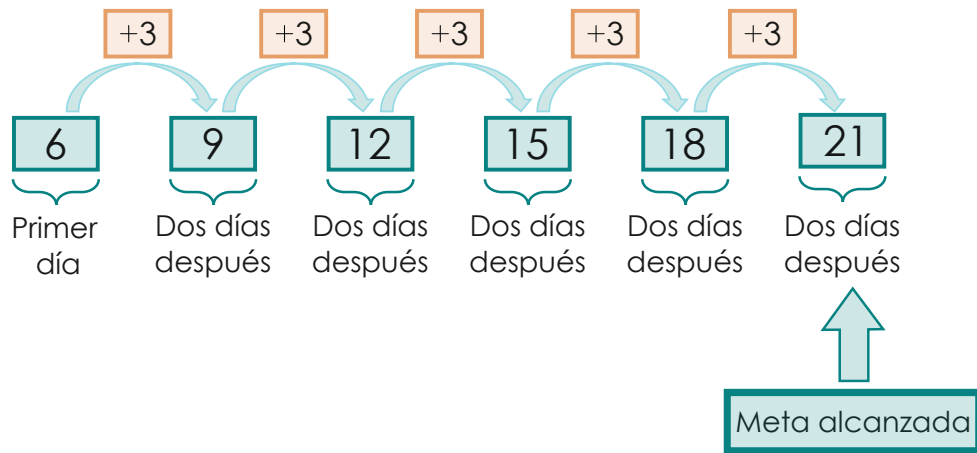 +3 +3 +3 +3 +3
6 9 12 15 18 21
Primer
día
Dos días
después
Dos días
después
Dos días
después
Dos días
después
Dos días
después
Meta alcanzada